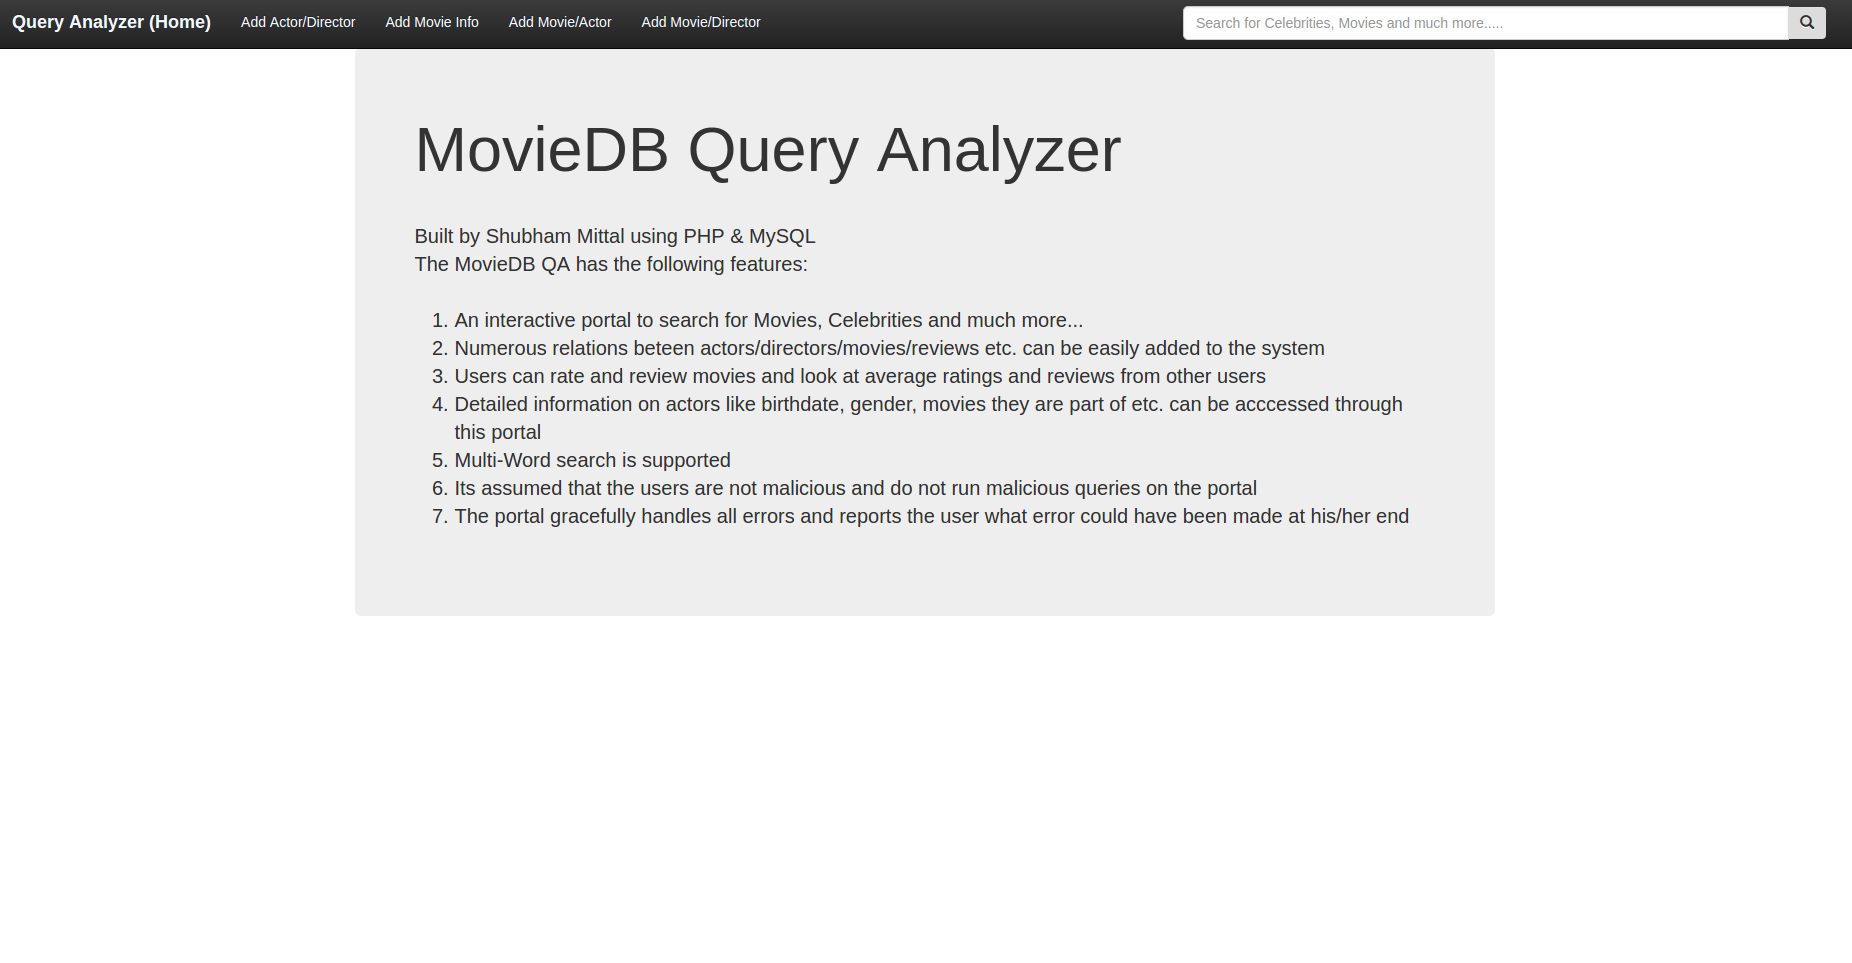 Query Analyzer (Home) Add Actor/Director Add Movie Info Add Movie/Actor Add Movie/Director Search for Celebrities, Movies and much more.....
MovieDB Query Analyzer
Built by Shubham Mittal using PHP & MySQL
The MovieDB QA has the following features:
1. An interactive portal to search for Movies, Celebrities and much more...
2. Numerous relations beteen actors/directors/movies/reviews etc. can be easily added to the system
3. Users can rate and review movies and look at average ratings and reviews from other users
4. Detailed information on actors like birthdate, gender, movies they are part of etc. can be acccessed through
this portal
5. Multi-Word search is supported
6. Its assumed that the users are not malicious and do not run malicious queries on the portal
7. The portal gracefully handles all errors and reports the user what error could have been made at his/her end